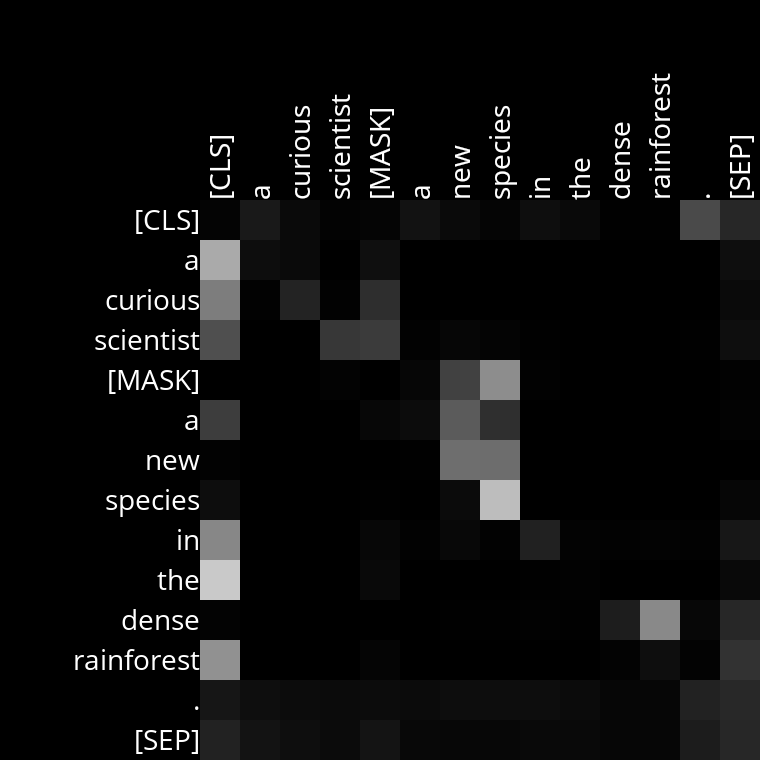 [CLS]
a
curious
scientist
[MASK]
a
new
species
in
the
dense
rainforest
.
[SEP]
[CLS]
a
curious
scientist
[MASK]
a
new
species
in
the
dense
rainforest
.
[SEP]